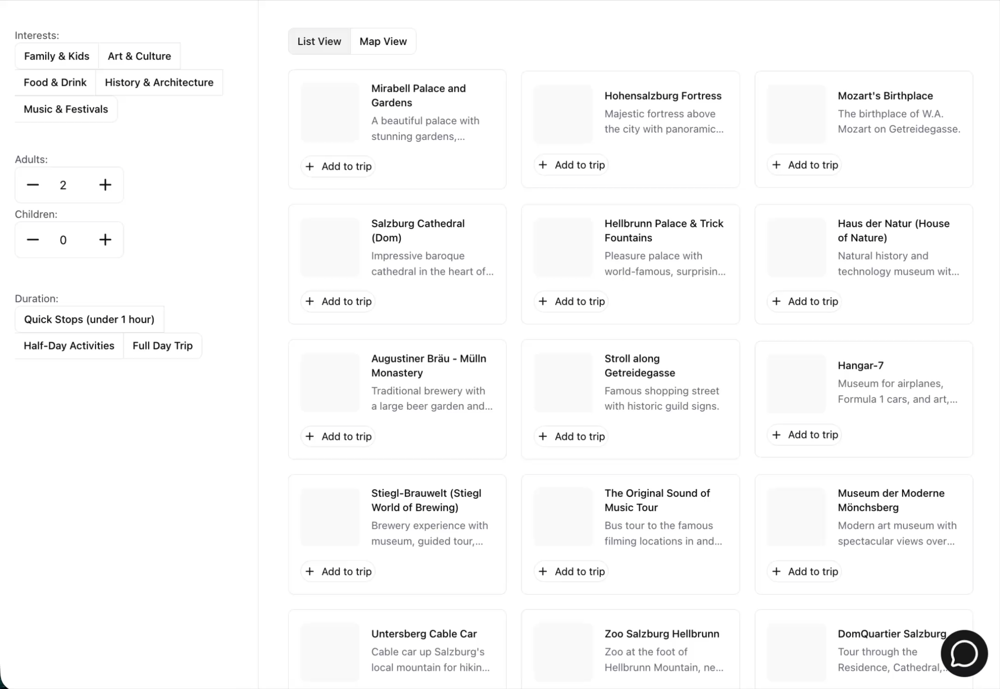 Interests:
Family & Kids
Art & Culture
Food & Drink
History & Architecture
Music & Festivals
Adults:
2
Children:
0
Duration:
Quick Stops (under 1 hour)
Half-Day Activities
Full Day Trip
List View
Map View
Mirabell Palace and
Gardens
A beautiful palace with
stunning gardens,...
Add to trip
Hohensalzburg Fortress
Majestic fortress above
the city with panoramic...
Add to trip
Mozart's Birthplace
The birthplace of W.A.
Mozart on Getreidegasse.
Add to trip
Salzburg Cathedral
(Dom)
Impressive baroque
cathedral in the heart of...
Add to trip
Hellbrunn Palace & Trick
Fountains
Pleasure palace with
world-famous, surprisin...
Add to trip
Haus der Natur (House
of Nature)
Natural history and
technology museum wit...
Add to trip
Augustiner Bräu - Mülln
Monastery
Traditional brewery with
a large beer garden and...
Add to trip
Stroll along
Getreidegasse
Famous shopping street
with historic guild signs.
Add to trip
Hangar-7
Museum for airplanes,
Formula 1 cars, and art,...
Add to trip
Stiegl-Brauwelt (Stiegl
World of Brewing)
Brewery experience with
museum, guided tour,...
Add to trip
The Original Sound of
Music Tour
Bus tour to the famous
filming locations in and...
Add to trip
Museum der Moderne
Mönchsberg
Modern art museum with
spectacular views over...
Add to trip
Untersberg Cable Car
Cable car up Salzburg's
local mountain for hikin...
Zoo Salzburg Hellbrunn
Zoo at the foot of
Hellbrunn Mountain, ne...
DomQuartier Salzburg
Tour through the
Residence, Cathedral,...